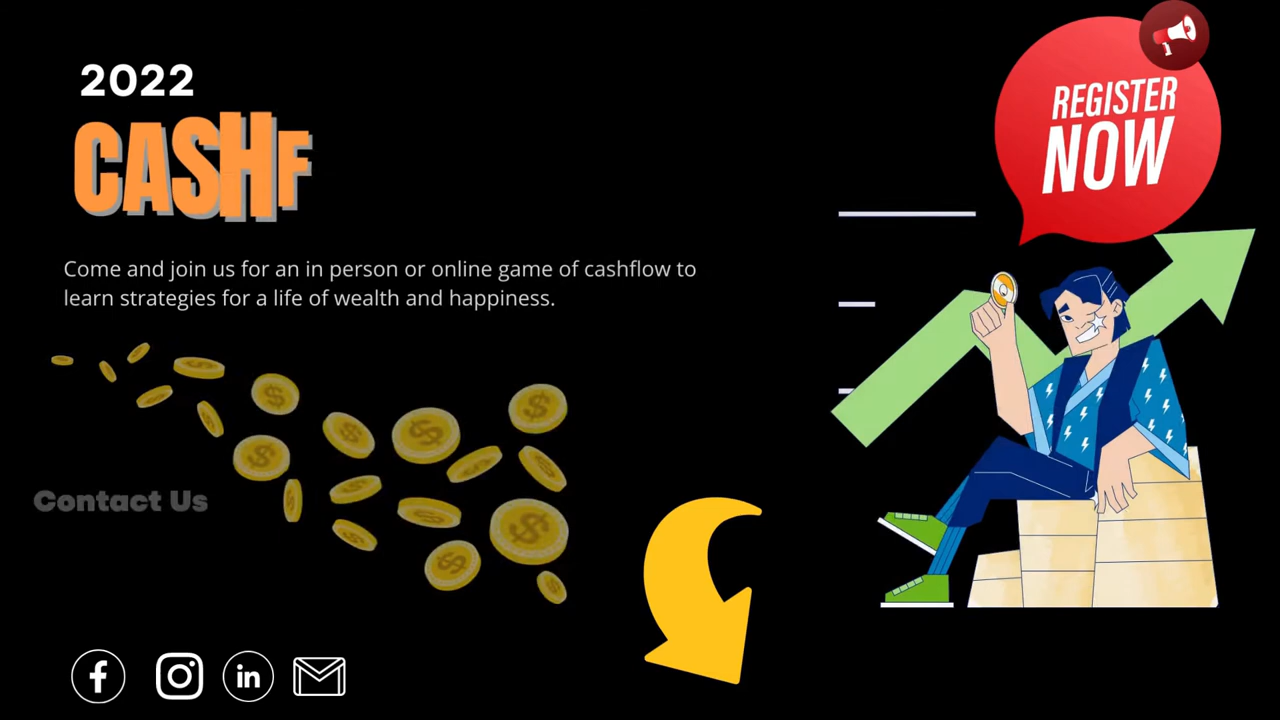 2022
CASHF
Come and join us for an in person or online game of cashflow to
learn strategies for a life of wealth and happiness.
Contact Us
REGISTER
NOW